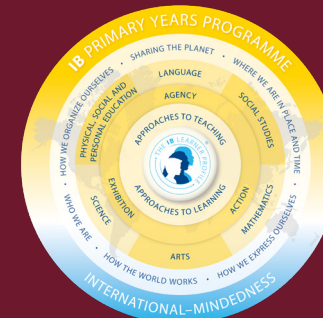 IB PRIMARY YEARS PROGRAMME
SHARING THE PLANET
WHERE WE ARE IN PLACE AND TIME
HOW WE EXPRESS OURSELVES
HOW THE WORLD WORKS
WHO WE ARE
HOW WE ORGANIZE OURSELVES
LANGUAGE
SOCIAL STUDIES
MATHEMATICS
ARTS
SCIENCE
PHYSICAL, SOCIAL AND
PERSONAL EDUCATION
AGENCY
ACTION
EXHIBITION
APPROACHES TO TEACHING
APPROACHES TO LEARNING
THE IB LEARNER PROFILE
INTERNATIONAL-MINDEDNESS